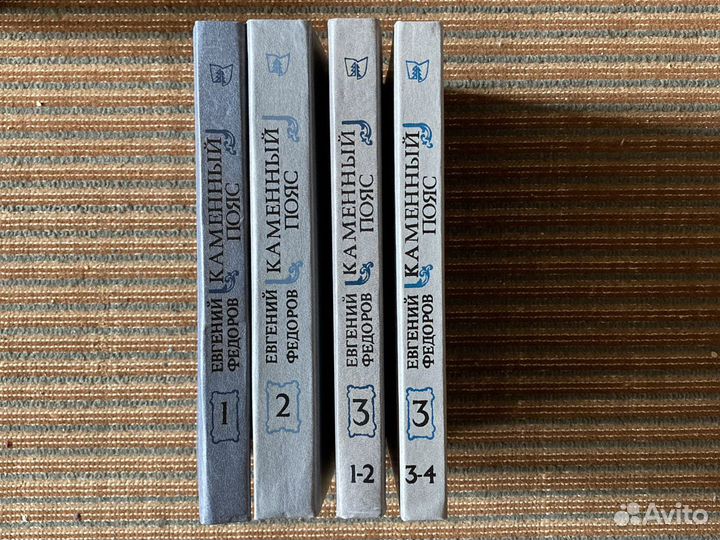 ЕВГЕНИЙ
ФЕДОРОВ
КАМЕННЫЙ
ПОЯС
1
ЕВГЕНИЙ
ФЕДОРОВ
КАМЕННЫЙ
ПОЯС
2
ЕВГЕНИЙ
ФЕДОРОВ
КАМЕННЫЙ
ПОЯС
3
1-2
ЕВГЕНИЙ
ФЕДОРОВ
КАМЕННЫЙ
ПОЯС
3
3-4
Avito